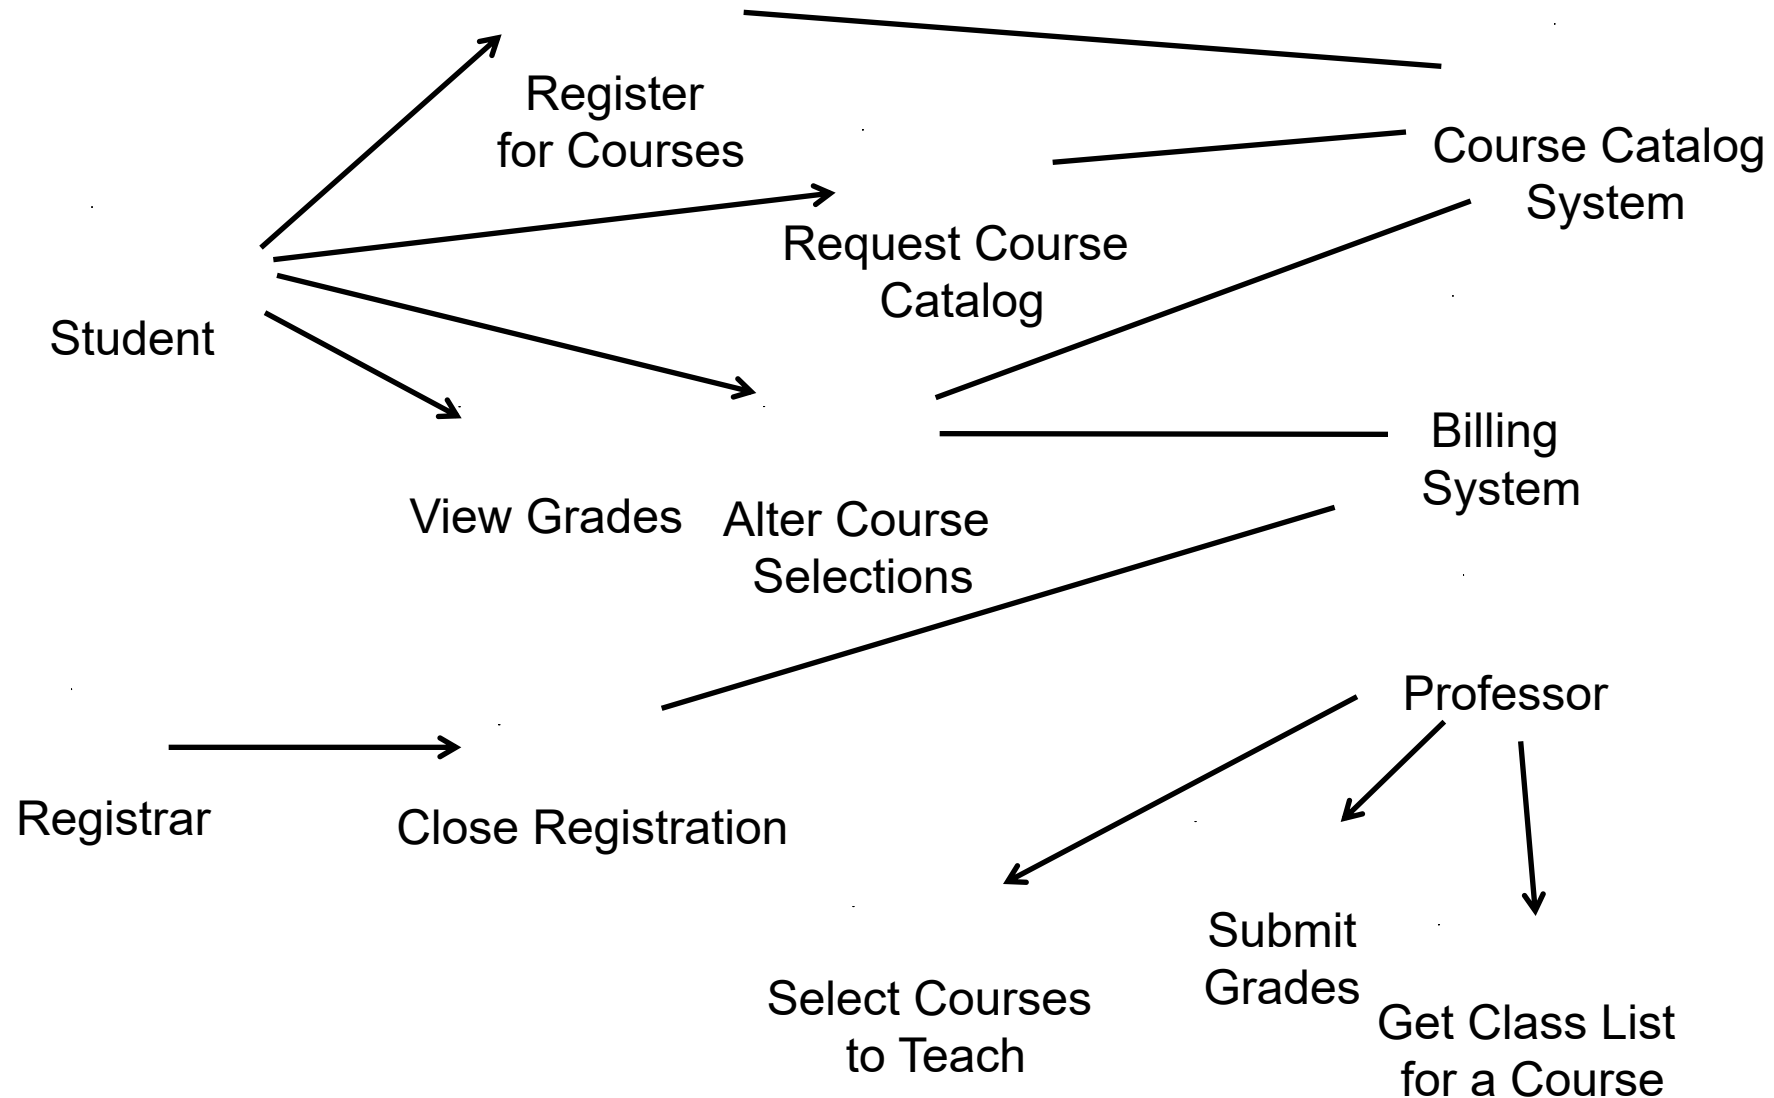 Register
for Courses
Course Catalog
System
Request Course
Catalog
Student
Billing
System
View Grades
Alter Course
Selections
Professor
Registrar
Close Registration
Submit
Grades
Select Courses
to Teach
Get Class List
for a Course